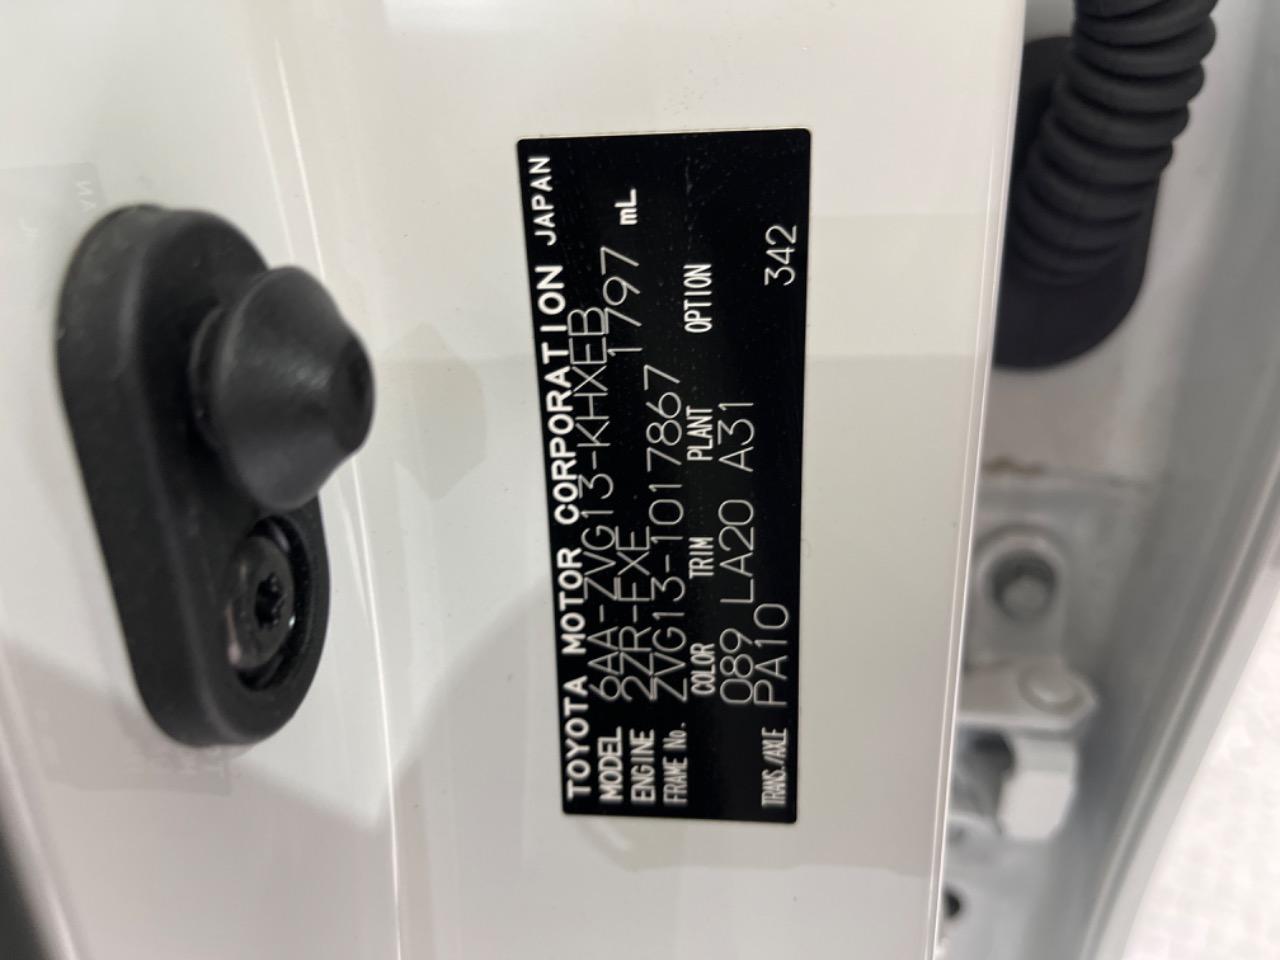 TOYOTA MOTOR CORPORATION JAPAN
MODEL 6AA-ZVG13-KHXEB
ENGINE 2ZR-FXE 1797 mL
FRAME No. ZVG13-1017867
COLOR TRIM PLANT OPTION
089 LA20 A31
TRANS./AXLE PA10 342